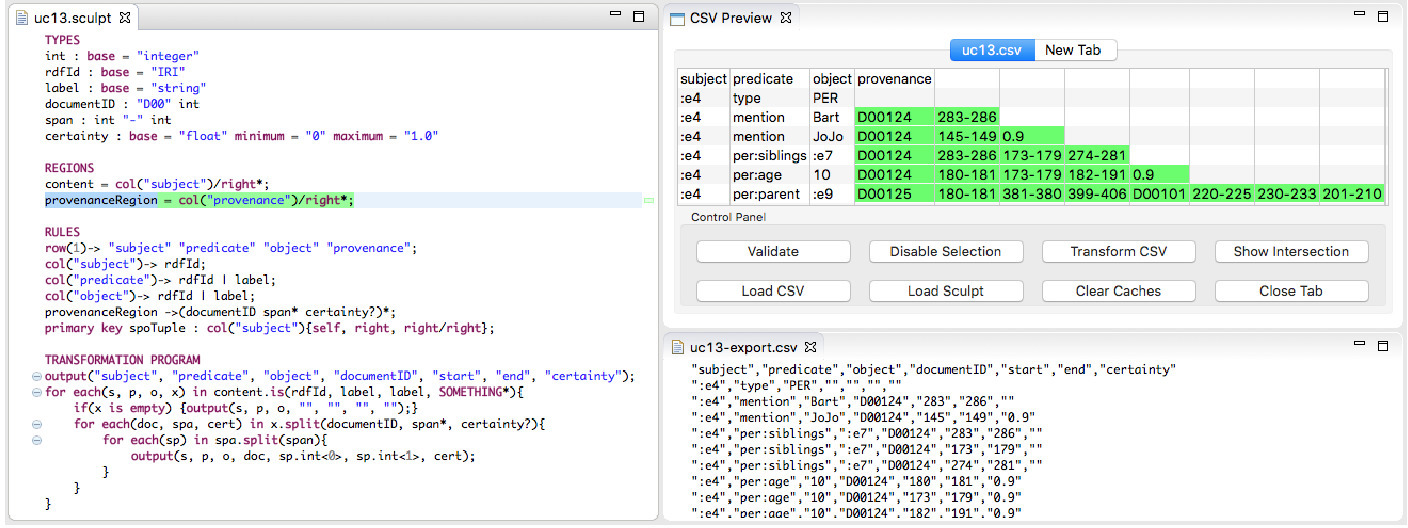 uc13.sculpt
TYPES
int : base = "integer"
rdfId : base = "IRI"
label : base = "string"
documentID : "D00" int
span : int "-" int
certainty : base = "float" minimum = "0" maximum = "1.0"
REGIONS
content = col("subject")/right*;
provenanceRegion = col("provenance")/right*;
RULES
row(1)-> "subject" "predicate" "object" "provenance";
col("subject")-> rdfId;
col("predicate")-> rdfId | label;
col("object")-> rdfId | label;
provenanceRegion ->(documentID span* certainty?)*;
primary key spoTuple : col("subject"){self, right, right/right};
TRANSFORMATION PROGRAM
output("subject", "predicate", "object", "documentID", "start", "end", "certainty");
for each(s, p, o, x) in content.is(rdfId, label, label, SOMETHING*){
if(x is empty) {output(s, p, o, "", "", "", "");}
for each(doc, spa, cert) in x.split(documentID, span*, certainty?){
for each(sp) in spa.split(span){
output(s, p, o, doc, sp.int<0>, sp.int<1>, cert);
}
}
}
CSV Preview
uc13.csv New Tab
subject predicate object provenance
:e4 type PER
:e4 mention Bart D00124 283-286
:e4 mention JoJo D00124 145-149 0.9
:e4 per:siblings :e7 D00124 283-286 173-179 274-281
:e4 per:age 10 D00124 180-181 173-179 182-191 0.9
:e4 per:parent :e9 D00125 180-181 381-380 399-406 D00101 220-225 230-233 201-210
Control Panel
Validate Disable Selection Transform CSV Show Intersection
Load CSV Load Sculpt Clear Caches Close Tab
uc13-export.csv
"subject","predicate","object","documentID","start","end","certainty"
":e4","type","PER","","","",""
":e4","mention","Bart","D00124","283","286",""
":e4","mention","JoJo","D00124","145","149","0.9"
":e4","per:siblings",":e7","D00124","283","286",""
":e4","per:siblings",":e7","D00124","173","179",""
":e4","per:siblings",":e7","D00124","274","281",""
":e4","per:age","10","D00124","180","181","0.9"
":e4","per:age","10","D00124","173","179","0.9"
":e4","per:age","10","D00124","182","191","0.9"